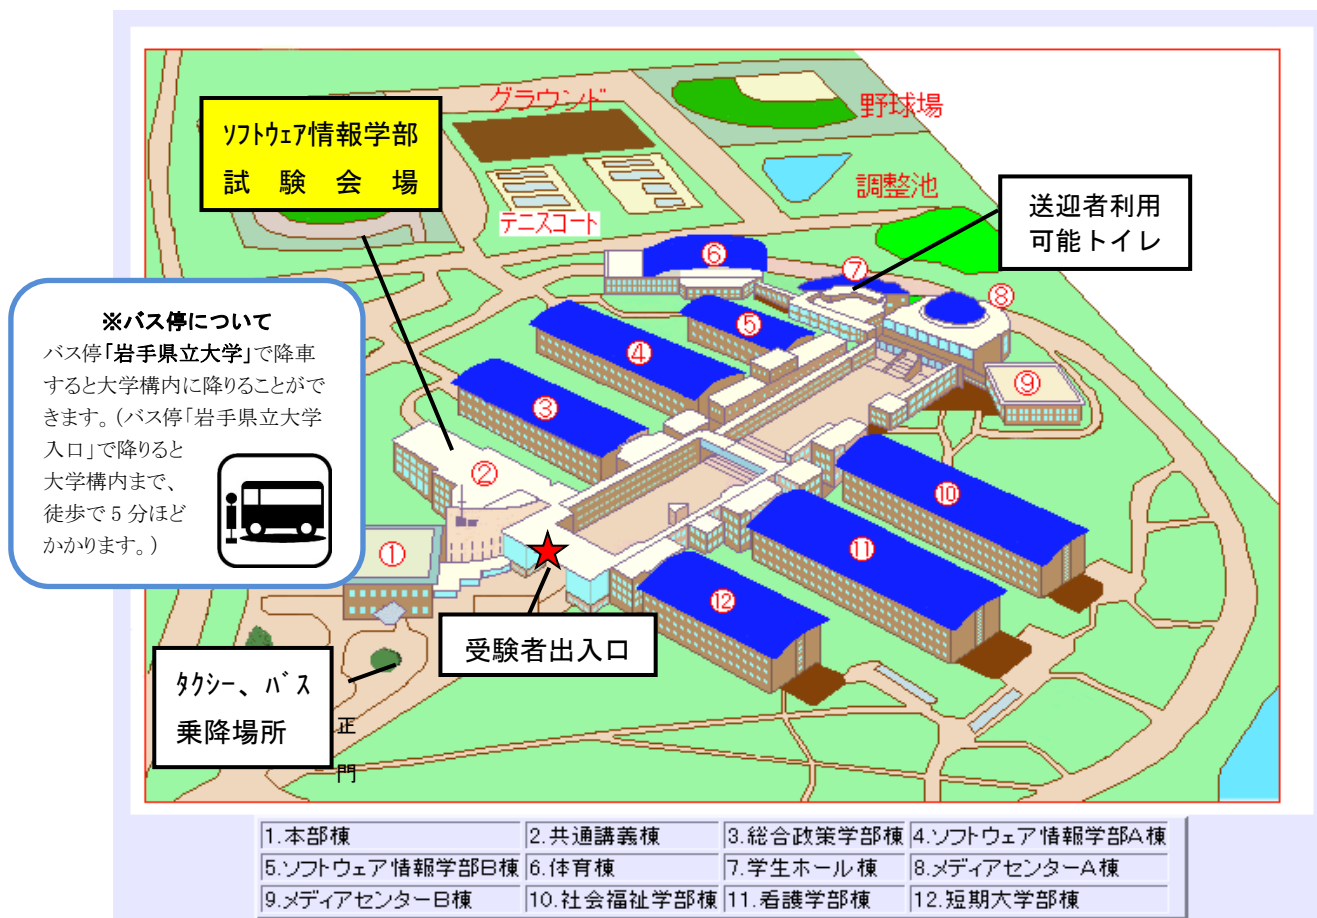 グラウンド
野球場
ソフトウェア情報学部
試験会場
調整池
送迎者利用
可能トイレ
テニスコート
⑥
⑦
⑧
※バス停について
バス停「岩手県立大学」で降車
すると大学構内に降りることがで
きます。(バス停「岩手県立大学
入口」で降りると
大学構内まで、
徒歩で5分ほど
かかります。)
⑤
④
⑨
③
②
⑩
①
⑪
⑫
受験者出入口
タクシー、バス
乗降場所
正
門
1.本部棟 2.共通講義棟 3.総合政策学部棟 4.ソフトウェア情報学部A棟
5.ソフトウェア情報学部B棟 6.体育棟 7.学生ホール棟 8.メディアセンターA棟
9.メディアセンターB棟 10.社会福祉学部棟 11.看護学部棟 12.短期大学部棟